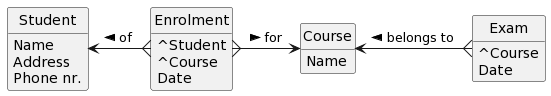 Student
Name
Address
Phone nr.
◄ of
Enrolment
^Student
^Course
Date
► for
Course
Name
◄ belongs to
Exam
^Course
Date